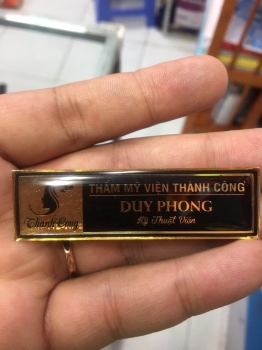 THẨM MỸ VIỆN THÀNH CÔNG
DUY PHONG
Kỹ Thuật Viên
Thành Công